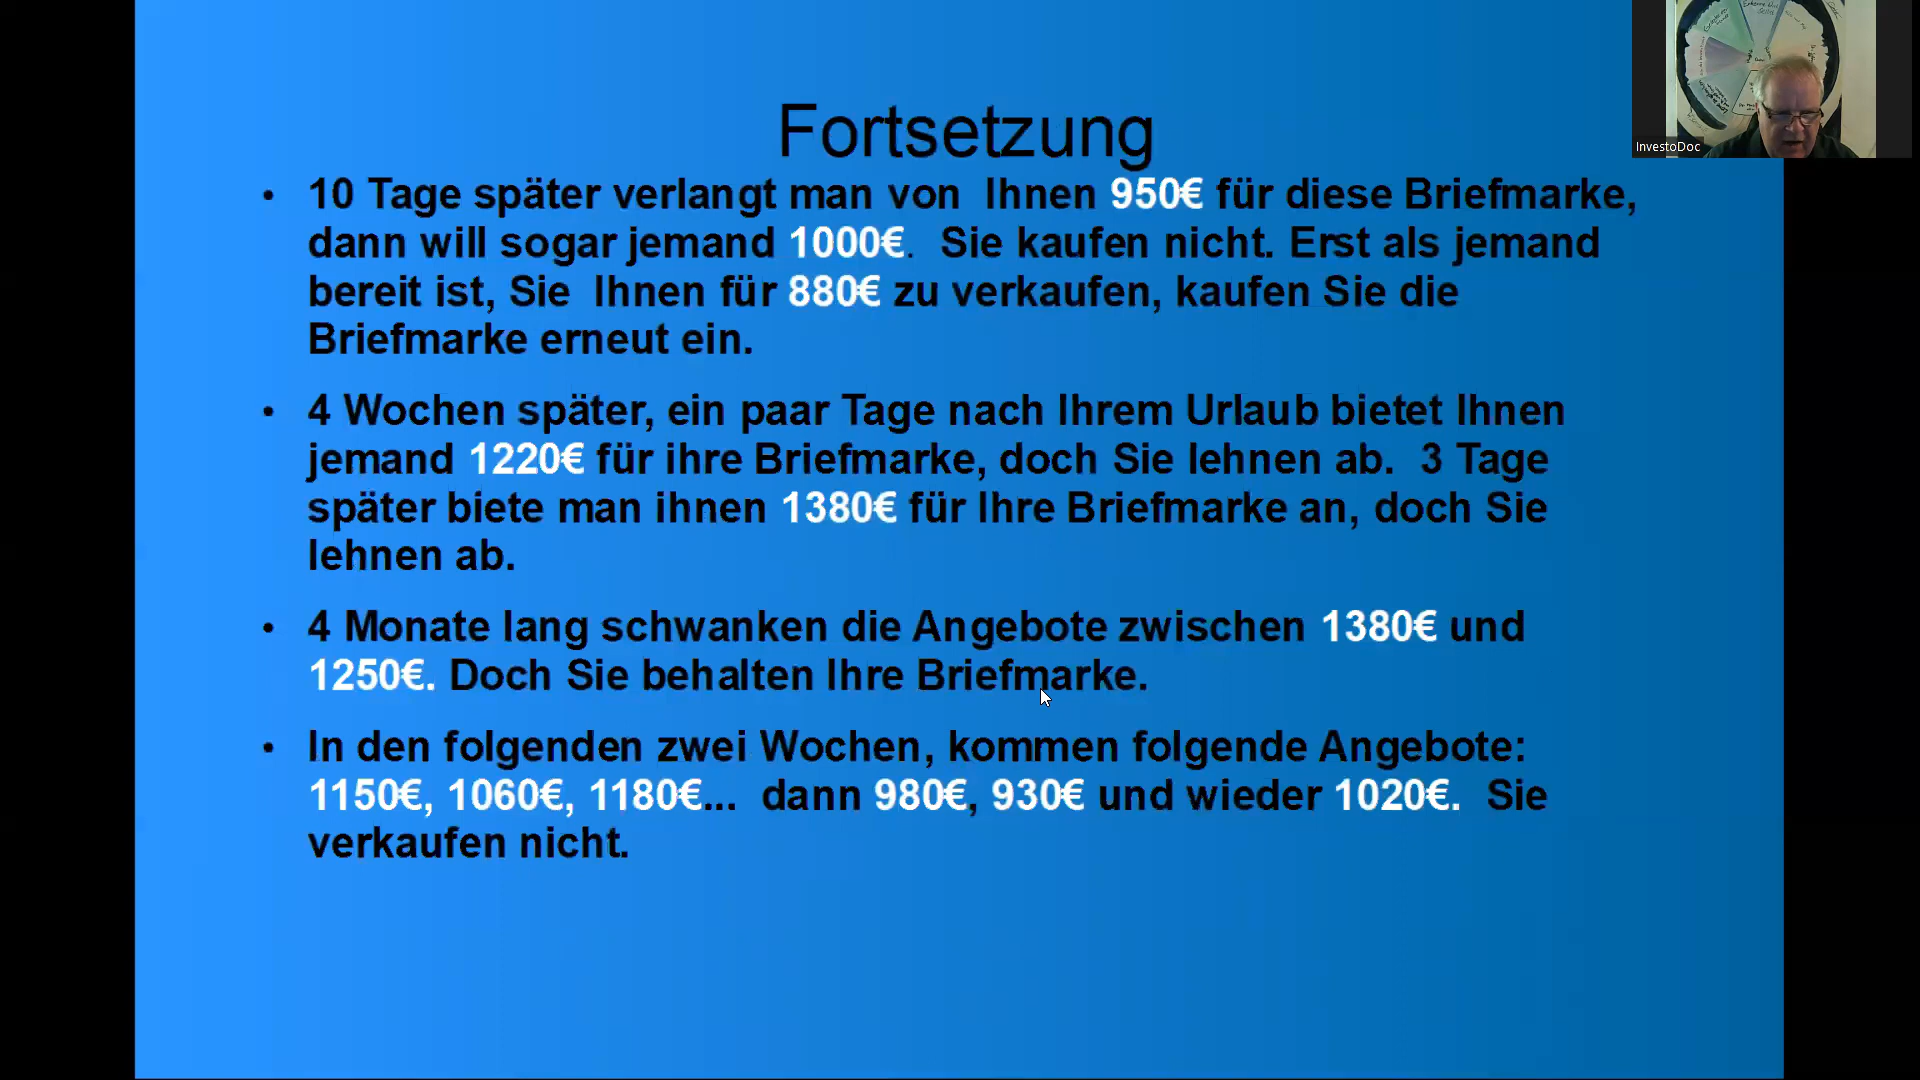 Fortsetzung
InvestoDoc
• 10 Tage später verlangt man von Ihnen 950€ für diese Briefmarke,
dann will sogar jemand 1000€. Sie kaufen nicht. Erst als jemand
bereit ist, Sie Ihnen für 880€ zu verkaufen, kaufen Sie die
Briefmarke erneut ein.
• 4 Wochen später, ein paar Tage nach Ihrem Urlaub bietet Ihnen
jemand 1220€ für ihre Briefmarke, doch Sie lehnen ab. 3 Tage
später biete man ihnen 1380€ für Ihre Briefmarke an, doch Sie
lehnen ab.
• 4 Monate lang schwanken die Angebote zwischen 1380€ und
1250€. Doch Sie behalten Ihre Briefmarke.
• In den folgenden zwei Wochen, kommen folgende Angebote:
1150€, 1060€, 1180€... dann 980€, 930€ und wieder 1020€. Sie
verkaufen nicht.